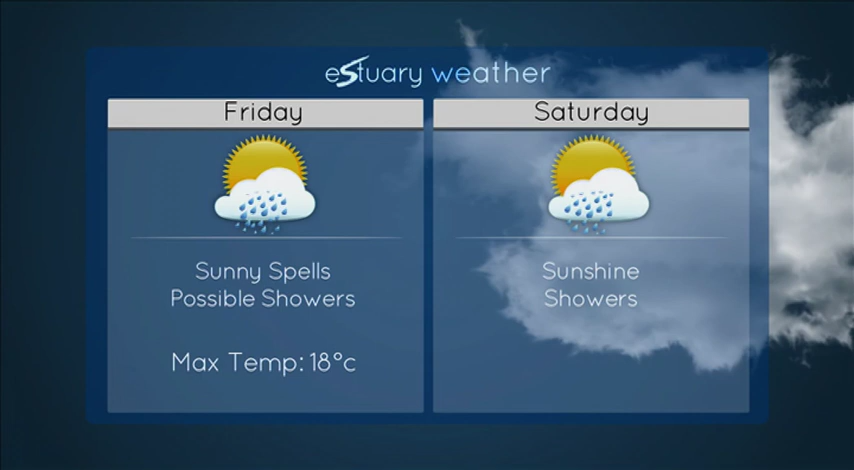 eStuary weather
Friday
Sunny Spells
Possible Showers
Max Temp: 18°c
Saturday
Sunshine
Showers